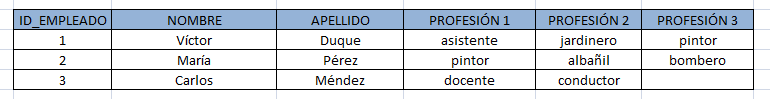 ID_EMPLEADO NOMBRE APELLIDO PROFESIÓN 1 PROFESIÓN 2 PROFESIÓN 3
1 Víctor Duque asistente jardinero pintor
2 María Pérez pintor albañil bombero
3 Carlos Méndez docente conductor